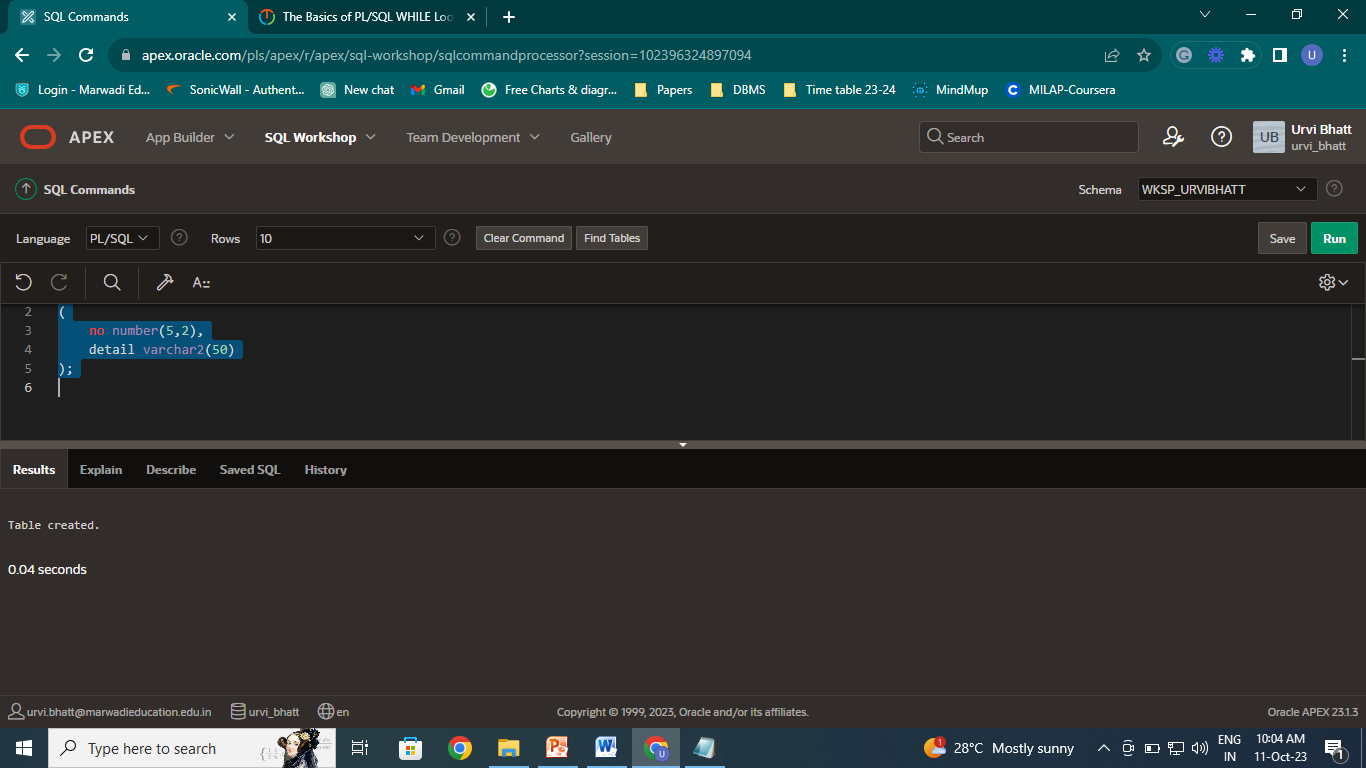 SQL Commands
The Basics of PL/SQL WHILE Loo
apex.oracle.com/pls/apex/r/apex/sql-workshop/sqlcommandprocessor?session=102396324897094
U
Login - Marwadi Ed...
SonicWall - Authent...
New chat
Gmail
Free Charts & diagr...
Papers
DBMS
Time table 23-24
MindMup
MILAP-Coursera
APEX
App Builder
SQL Workshop
Team Development
Gallery
Search
UB
Urvi Bhatt
urvi_bhatt
SQL Commands
Schema
WKSP_URVIBHATT
Language
PL/SQL
Rows
10
Clear Command
Find Tables
Save
Run
A::
2 (
3 no number(5,2),
4 detail varchar2(50)
5 );
6
Results
Explain
Describe
Saved SQL
History
Table created.
0.04 seconds
urvi.bhatt@marwadieducation.edu.in
urvi_bhatt
en
Copyright © 1999, 2023, Oracle and/or its affiliates.
Oracle APEX 23.1.3
Type here to search
1
28°C Mostly sunny
ENG
IN
10:04 AM
11-Oct-23
1